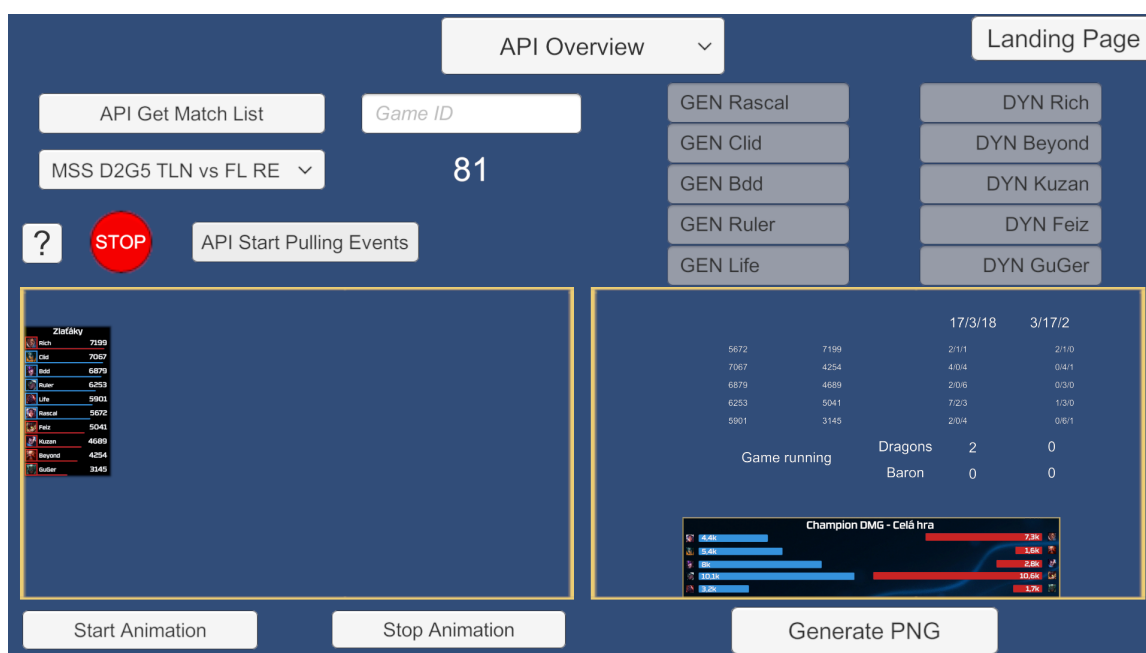 API Overview
Landing Page
API Get Match List
Game ID
MSS D2G5 TLN vs FL RE
81
?
STOP
API Start Pulling Events
GEN Rascal
DYN Rich
GEN Clid
DYN Beyond
GEN Bdd
DYN Kuzan
GEN Ruler
DYN Feiz
GEN Life
DYN GuGer
Zlaťáky
Rich 7199
Clid 7067
Bdd 6879
Ruler 6253
Life 5901
Rascal 5672
Feiz 5041
Kuzan 4689
Beyond 4254
GuGer 3145
17/3/18 3/17/2
5672 7199 2/1/1 2/1/0
7067 4254 4/0/4 0/4/1
6879 4689 2/0/6 0/3/0
6253 5041 7/2/3 1/3/0
5901 3145 2/0/4 0/6/1
Game running
Dragons 2 0
Baron 0 0
Champion DMG - Celá hra
4,4k 7,3k
5,4k 1,6k
8k 2,8k
10,1k 10,6k
3,2k 1,7k
Start Animation
Stop Animation
Generate PNG